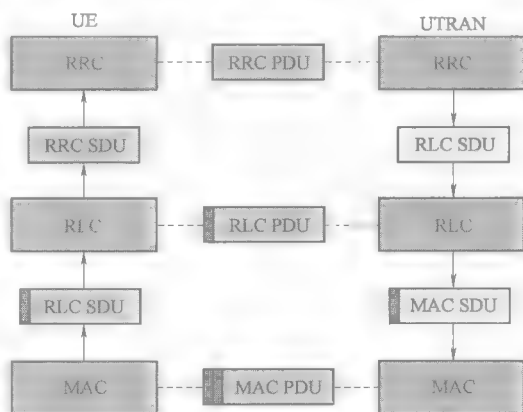 UE UTRAN
RRC RRC PDU RRC
RRC SDU RLC SDU
RLC RLC PDU RLC
RLC SDU MAC SDU
MAC MAC PDU MAC